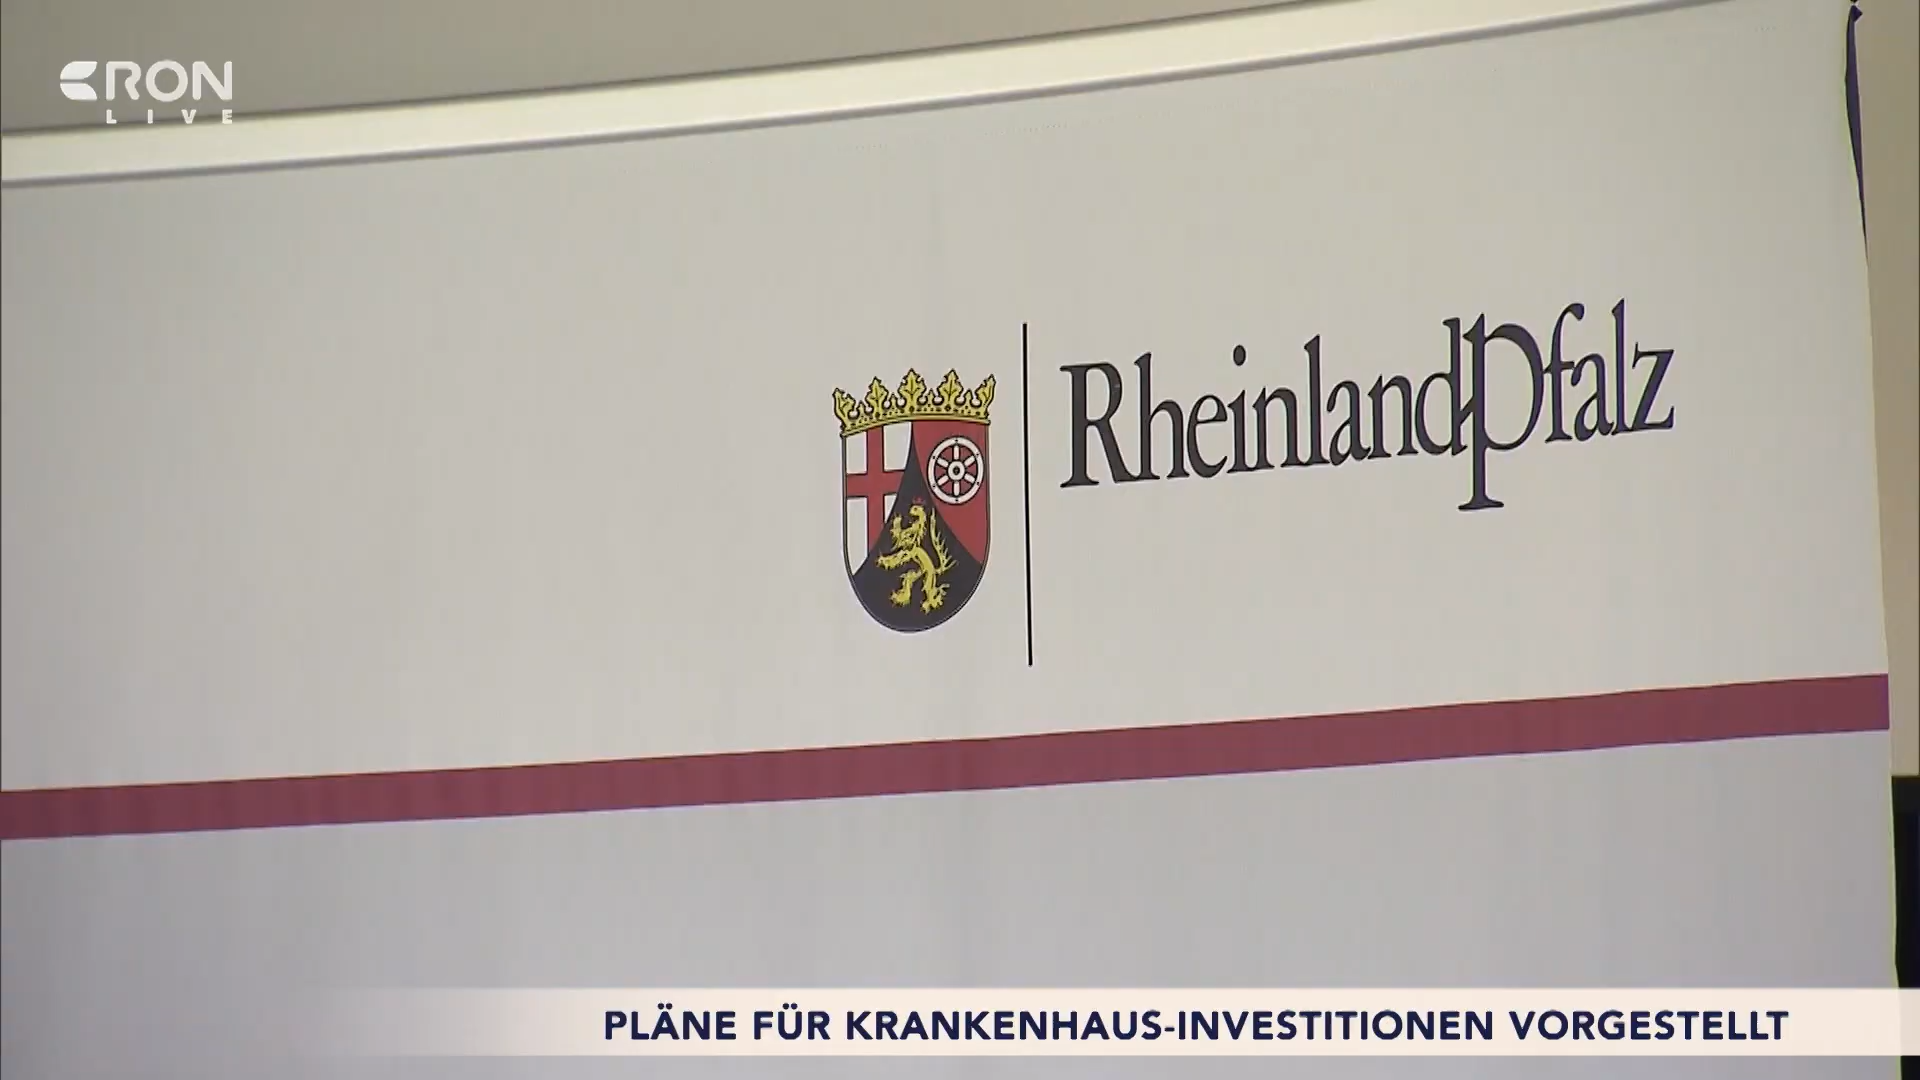 RON
LIVE
RheinlandPfalz
PLÄNE FÜR KRANKENHAUS-INVESTITIONEN VORGESTELLT